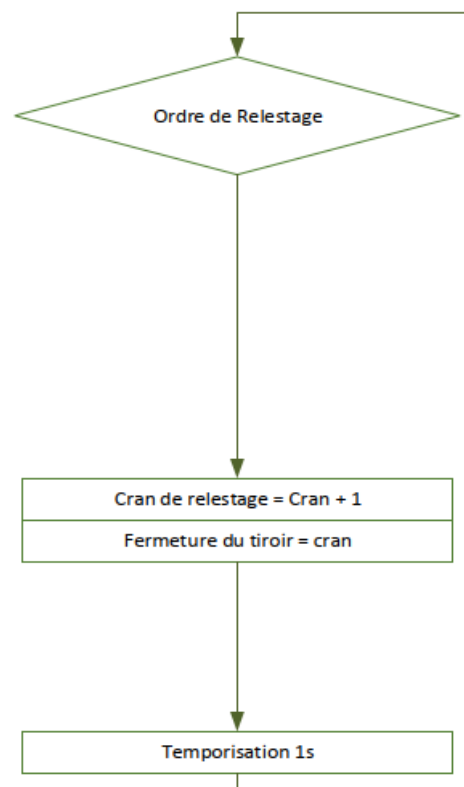 Ordre de Relestage
Cran de relestage = Cran + 1
Fermeture du tiroir = cran
Temporisation 1s